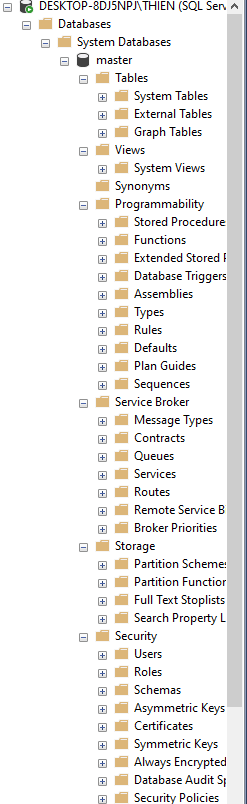 DESKTOP-8DJ5NPJ\THIEN (SQL Serv
Databases
System Databases
master
Tables
System Tables
External Tables
Graph Tables
Views
System Views
Synonyms
Programmability
Stored Procedure
Functions
Extended Stored P
Database Triggers
Assemblies
Types
Rules
Defaults
Plan Guides
Sequences
Service Broker
Message Types
Contracts
Queues
Services
Routes
Remote Service B
Broker Priorities
Storage
Partition Schemes
Partition Function
Full Text Stoplists
Search Property L
Security
Users
Roles
Schemas
Asymmetric Keys
Certificates
Symmetric Keys
Always Encrypted
Database Audit Sp
Security Policies